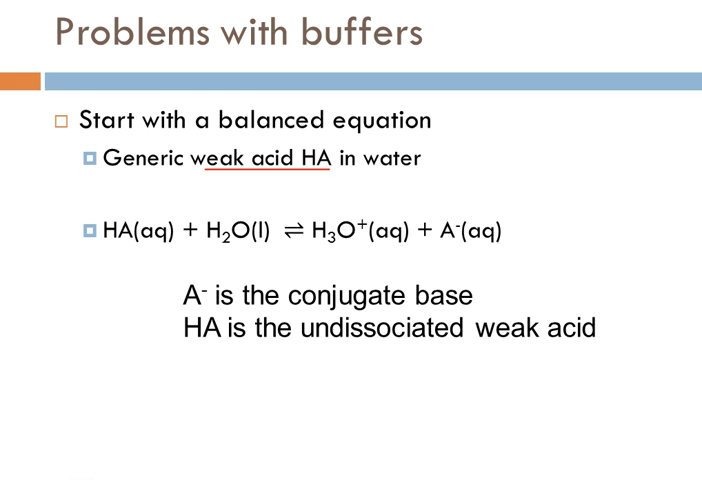 Problems with buffers
Start with a balanced equation
Generic weak acid HA in water
HA(aq) + H₂O(l) ⇌ H₃O⁺(aq) + A⁻(aq)
A⁻ is the conjugate base
HA is the undissociated weak acid